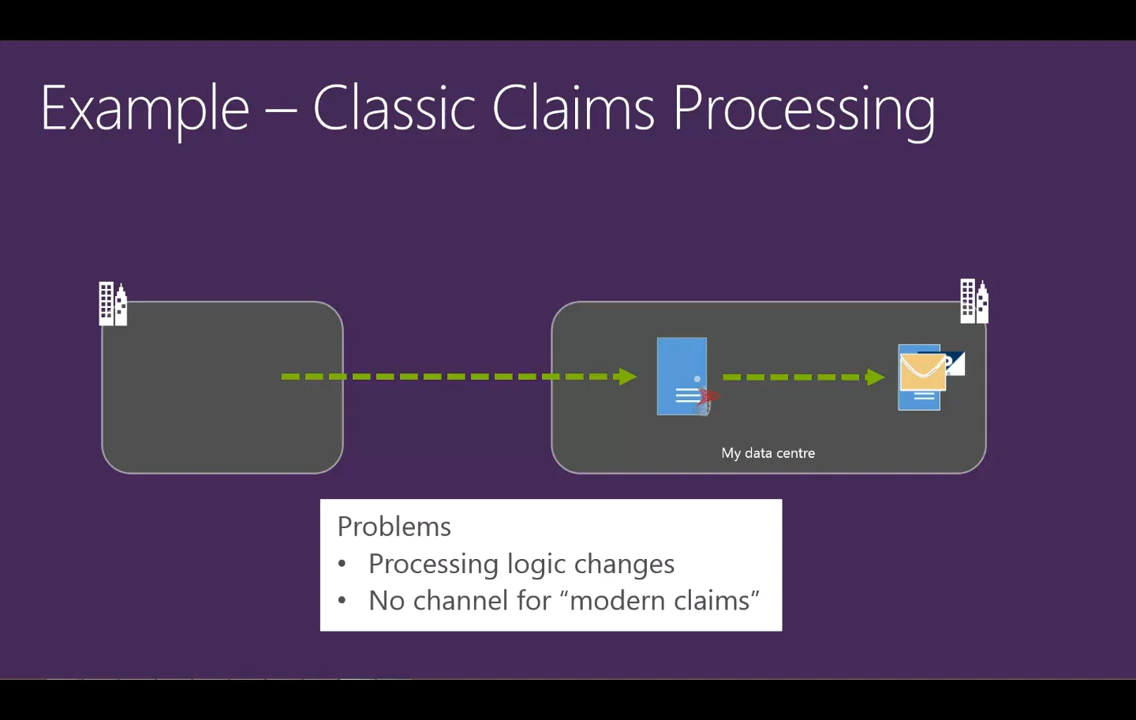 Example – Classic Claims Processing
My data centre
Problems
• Processing logic changes
• No channel for “modern claims”